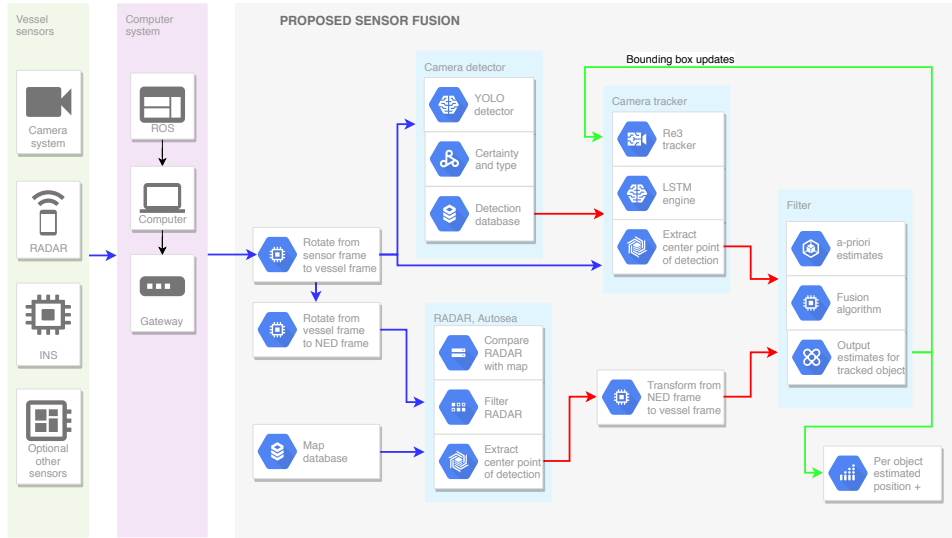 Vessel
sensors
Camera
system
RADAR
INS
Optional
other
sensors
Computer
system
ROS
Computer
Gateway
PROPOSED SENSOR FUSION
Rotate from
sensor frame
to vessel frame
Rotate from
vessel frame
to NED frame
Map
database
Camera detector
YOLO
detector
Certainty
and type
Detection
database
RADAR, Autosea
Compare
RADAR
with map
Filter
RADAR
Extract
center point
of detection
Bounding box updates
Camera tracker
Re3
tracker
LSTM
engine
Extract
center point
of detection
Transform from
NED frame
to vessel frame
Filter
a-priori
estimates
Fusion
algorithm
Output
estimates for
tracked object
Per object
estimated
position +